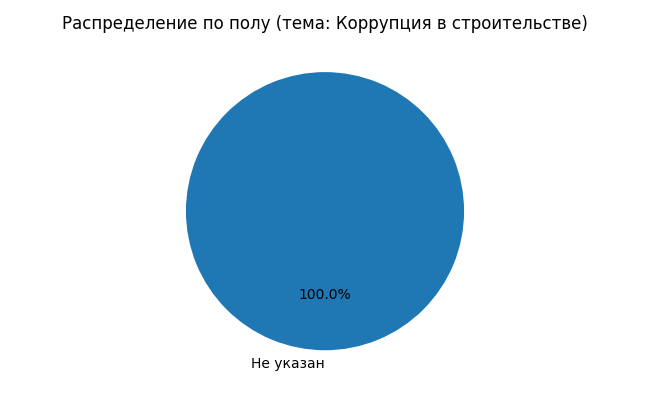 Распределение по полу (тема: Коррупция в строительстве)
100.0%
Не указан